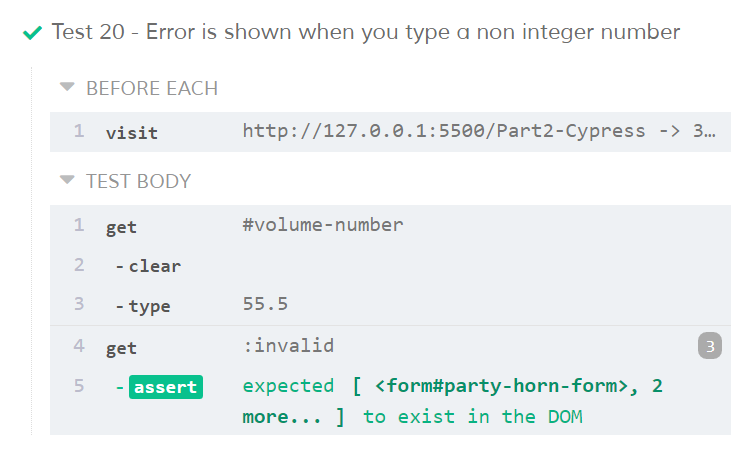 Test 20 - Error is shown when you type a non integer number
BEFORE EACH
1 visit http://127.0.0.1:5500/Part2-Cypress -> 3…
TEST BODY
1 get #volume-number
2 - clear
3 - type 55.5
4 get :invalid 3
5 - assert expected [ <form#party-horn-form>, 2
more... ] to exist in the DOM